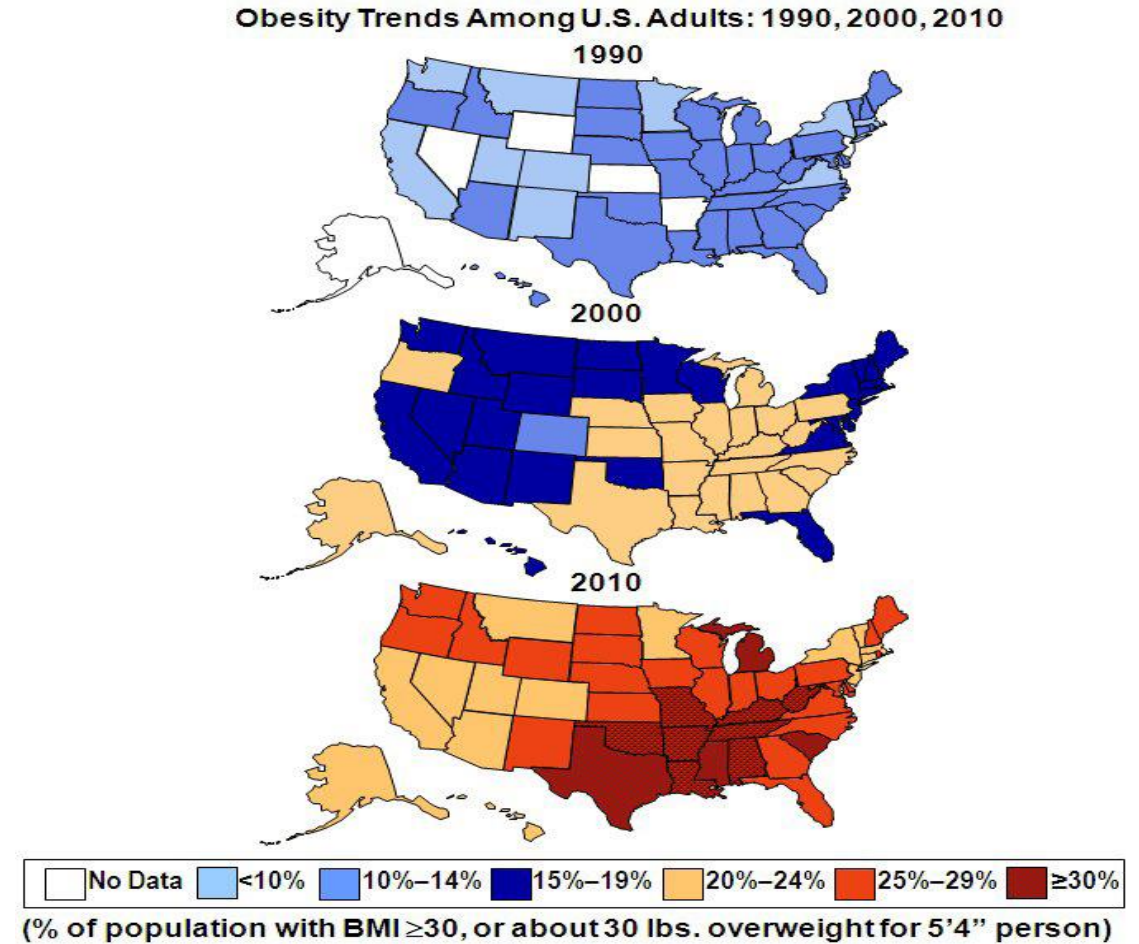 Obesity Trends Among U.S. Adults: 1990, 2000, 2010
1990
2000
2010
No Data <10% 10%–14% 15%–19% 20%–24% 25%–29% ≥30%
(% of population with BMI ≥30, or about 30 lbs. overweight for 5’4” person)